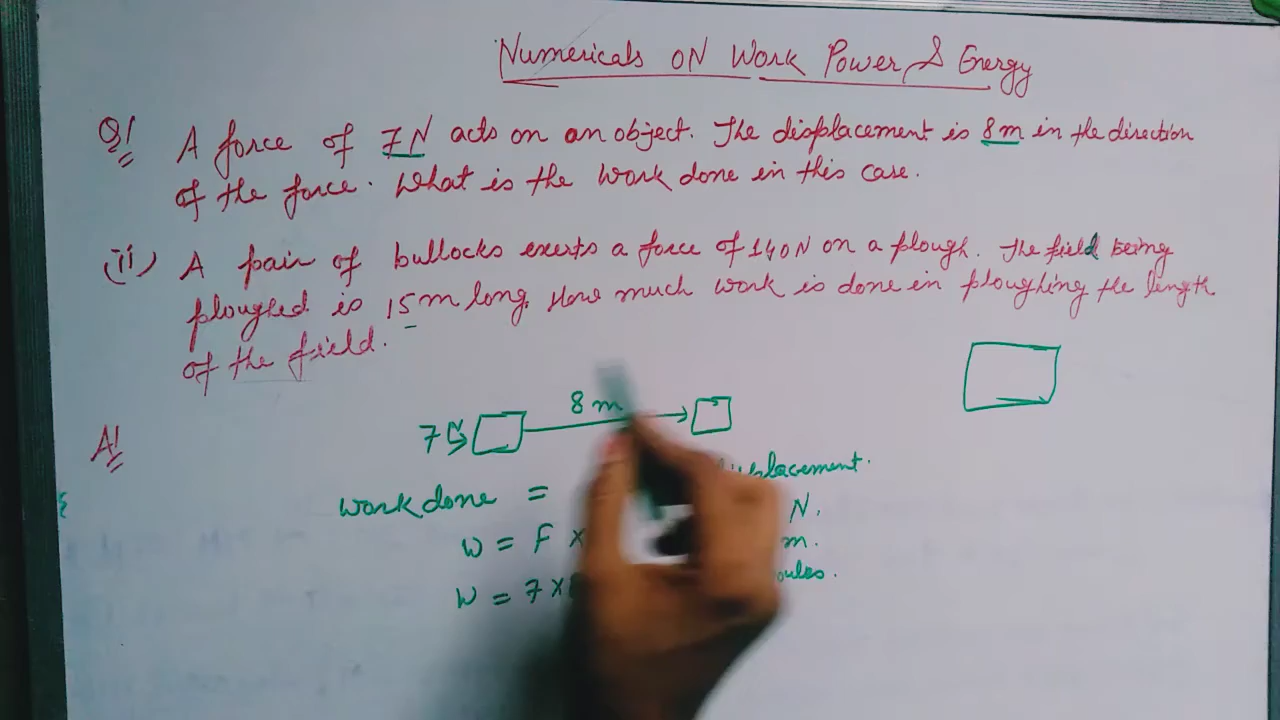 Numericals on Work Power & Energy
Q! A force of 7N acts on an object. The displacement is 8m in the direction
of the force. What is the work done in this case.
(ii) A pair of bullocks exerts a force of 140N on a plough. The field being
ploughed is 15m long. How much work is done in ploughing the length
of the field.
8 m
7N
A!
displacement.
work done =
N.
W = F ×
m.
W = 7 ×